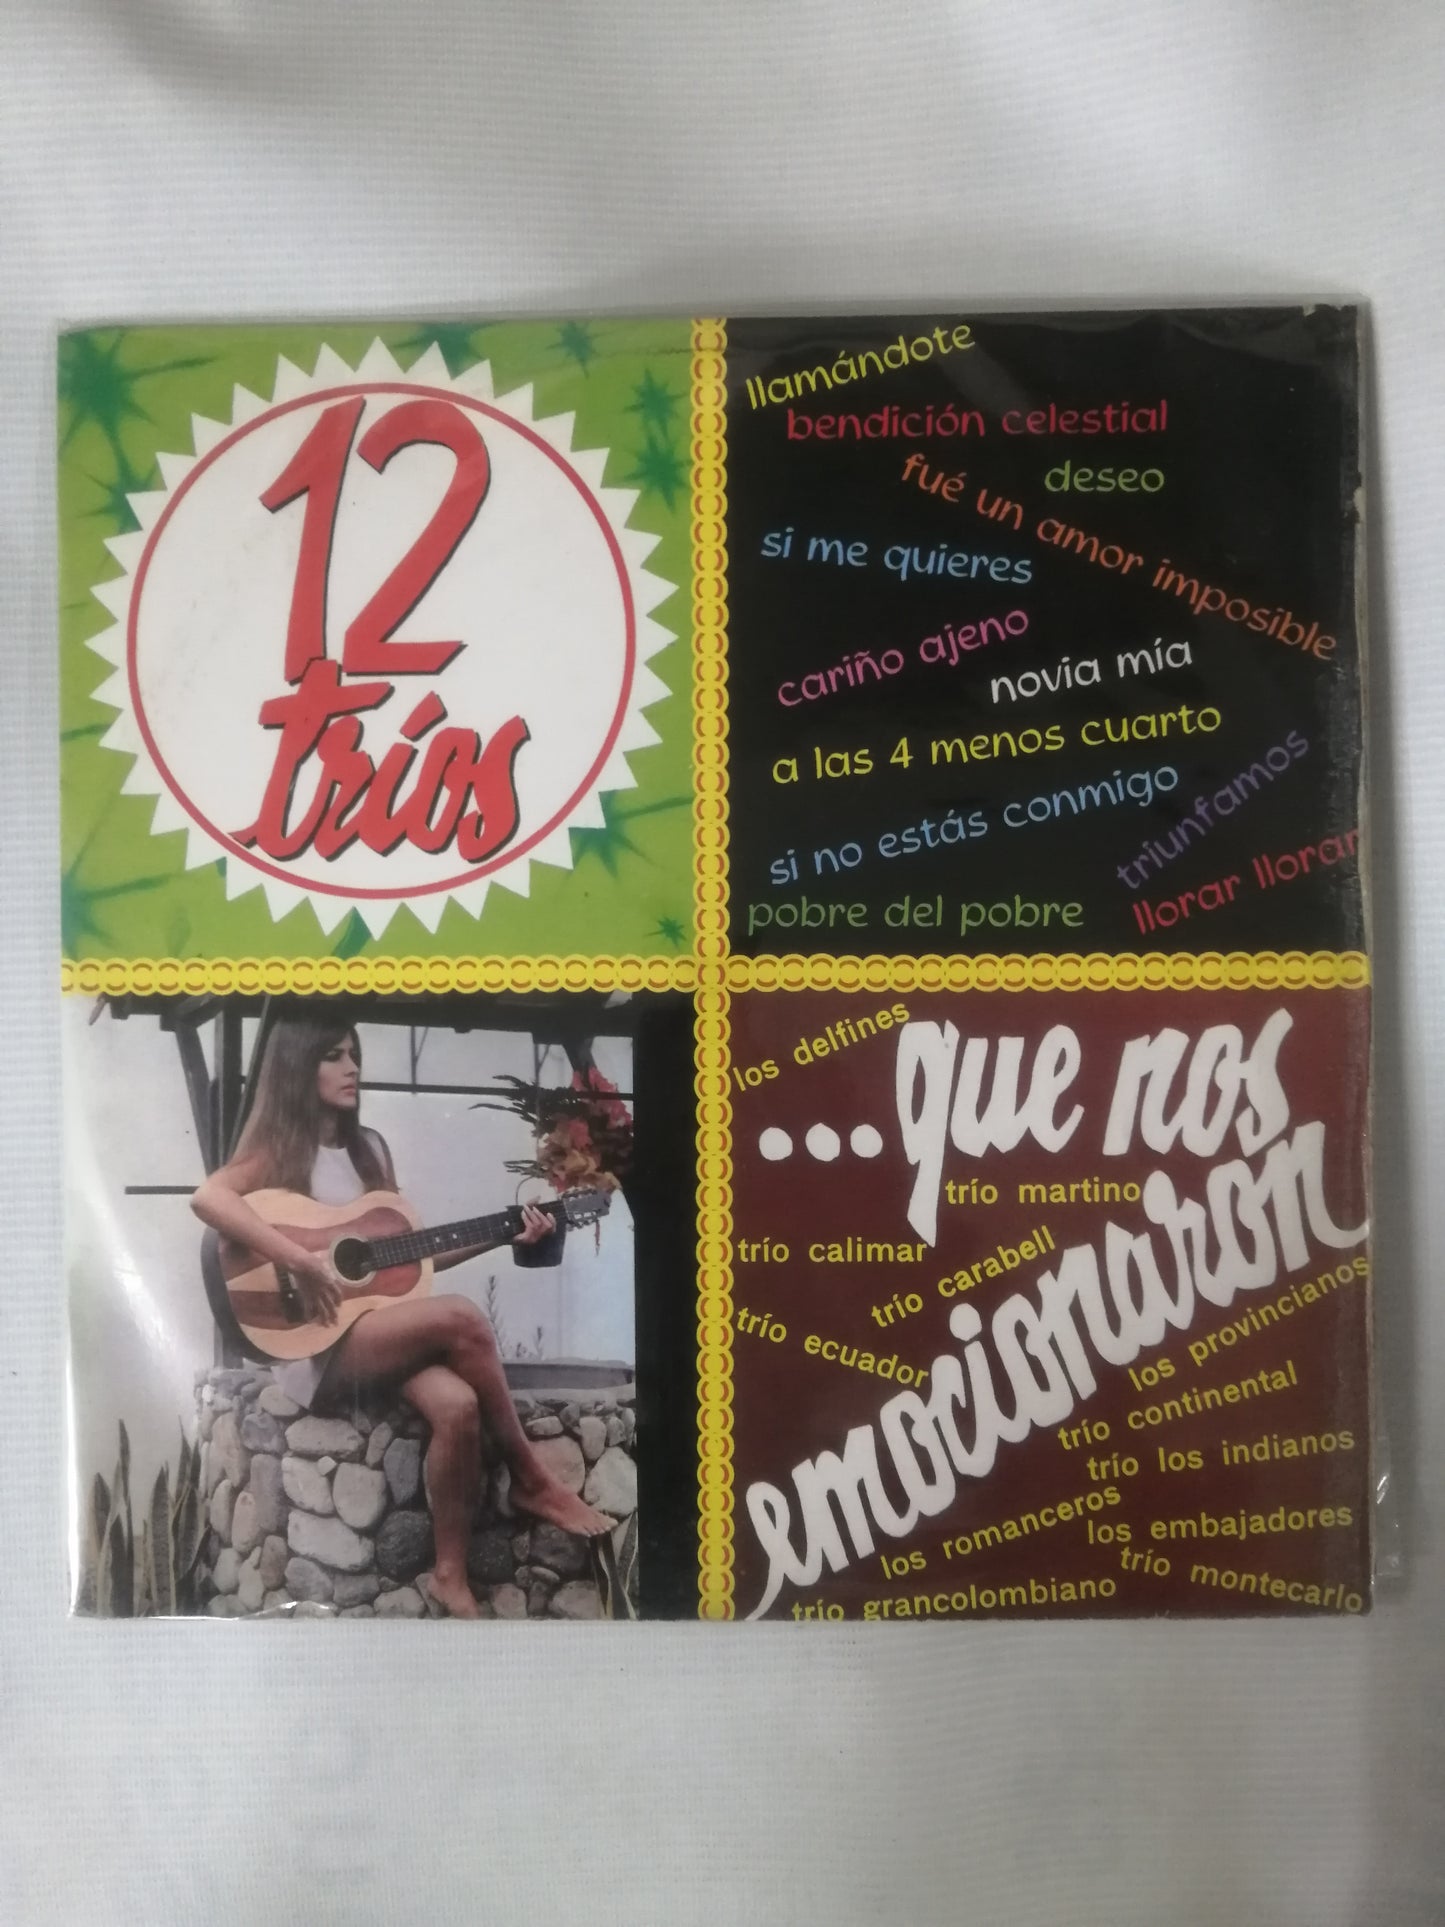 12
tríos
llamándote
bendición celestial
deseo
fué un amor imposible
si me quieres
cariño ajeno
novia mía
a las 4 menos cuarto
si no estás conmigo
triunfamos
pobre del pobre
llorar llorar
los delfines
...que nos
emocionaron
trío martino
trío calimar
trío carabell
trío ecuador
los provincianos
trío continental
trío los indianos
los romanceros
los embajadores
trío montecarlo
trío grancolombiano